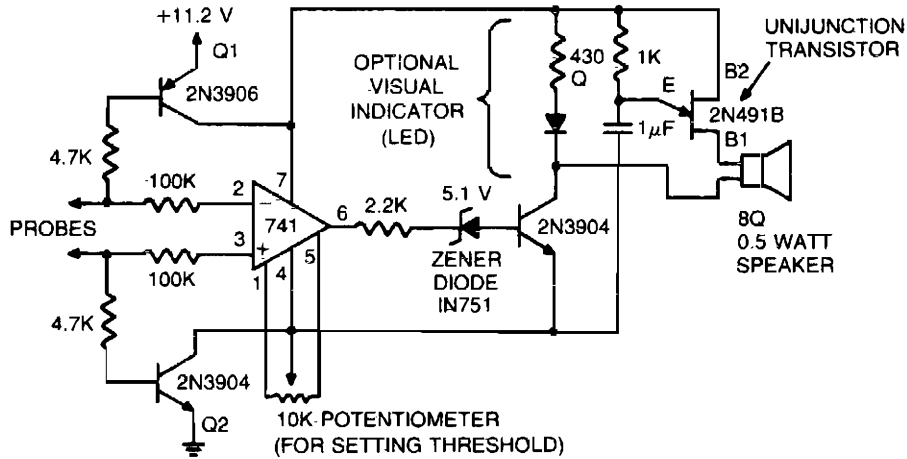 +11.2 V
Q1
2N3906
4.7K
100K
PROBES
100K
4.7K
2N3904
Q2
2
7
741
3
6
1
4
5
2.2K
5.1 V
ZENER
DIODE
IN751
2N3904
10K-POTENTIOMETER
(FOR SETTING THRESHOLD)
OPTIONAL
VISUAL
INDICATOR
(LED)
430
Q
1K
E
1μF
B2
2N491B
B1
UNIJUNCTION
TRANSISTOR
8Q
0.5 WATT
SPEAKER